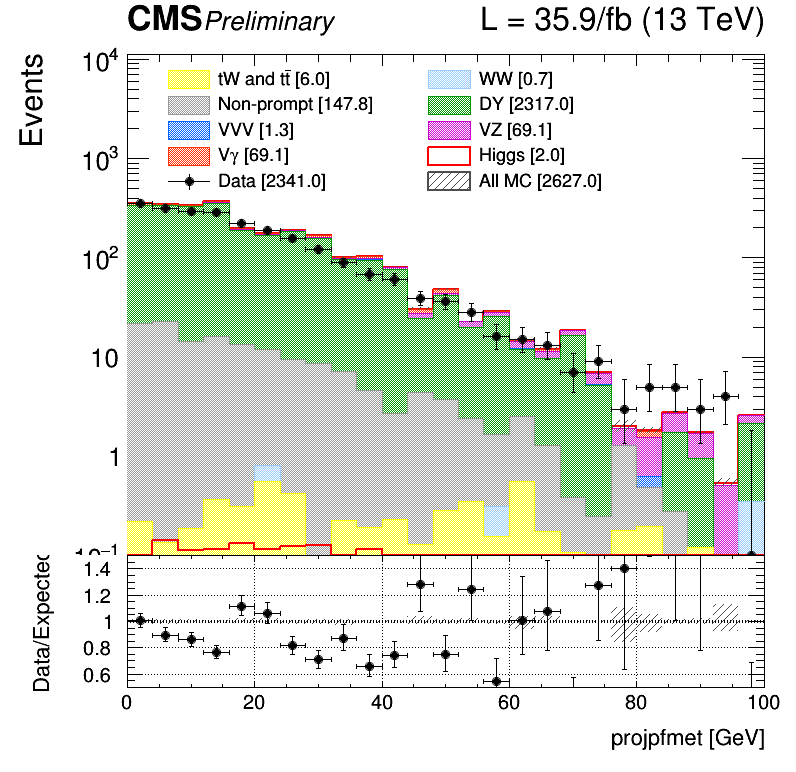 CMS Preliminary L = 35.9/fb (13 TeV)
Events
10⁴
10³
10²
10
1
10⁻¹
tW and tt̄ [6.0]
WW [0.7]
Non-prompt [147.8]
DY [2317.0]
VVV [1.3]
VZ [69.1]
Vγ [69.1]
Higgs [2.0]
Data [2341.0]
All MC [2627.0]
Data/Expected
1.4
1.2
1
0.8
0.6
0 20 40 60 80 100
projpfmet [GeV]